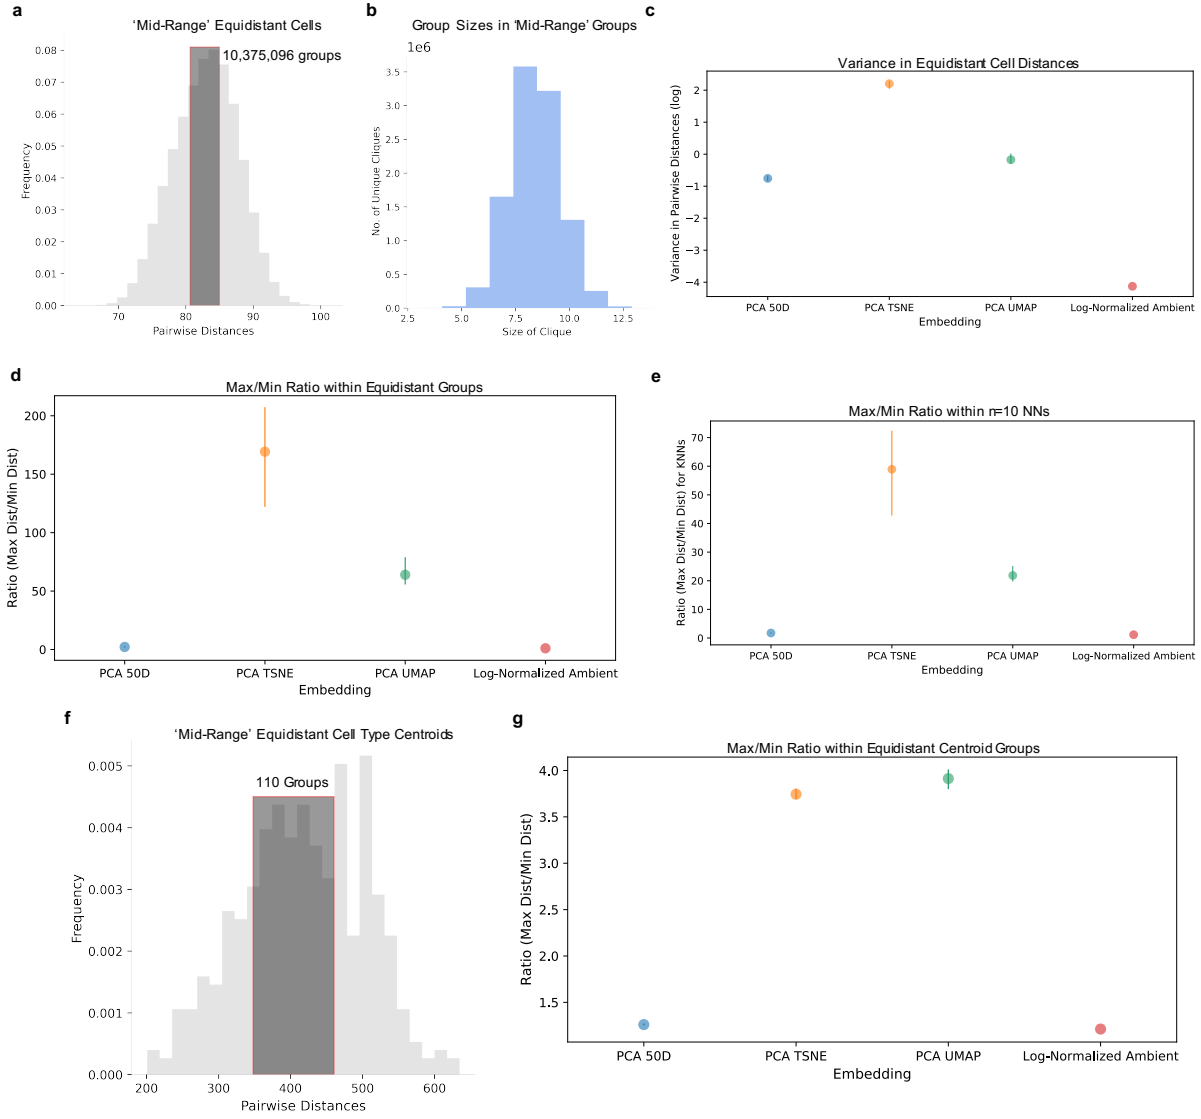 a
'Mid-Range' Equidistant Cells
10,375,096 groups
0.08
0.07
0.06
0.05
0.04
0.03
0.02
0.01
0.00
Frequency
70
80
90
100
Pairwise Distances
b
Group Sizes in 'Mid-Range' Groups
1e6
3.5
3.0
2.5
2.0
1.5
1.0
0.5
0.0
No. of Unique Cliques
2.5
5.0
7.5
10.0
12.5
Size of Clique
c
Variance in Equidistant Cell Distances
2
1
0
−1
−2
−3
−4
Variance in Pairwise Distances (log)
PCA 50D
PCA TSNE
PCA UMAP
Log-Normalized Ambient
Embedding
d
Max/Min Ratio within Equidistant Groups
200
150
100
50
0
Ratio (Max Dist/Min Dist)
PCA 50D
PCA TSNE
PCA UMAP
Log-Normalized Ambient
Embedding
e
Max/Min Ratio within n=10 NNs
70
60
50
40
30
20
10
0
Ratio (Max Dist/Min Dist) for KNNs
PCA 50D
PCA TSNE
PCA UMAP
Log-Normalized Ambient
Embedding
f
'Mid-Range' Equidistant Cell Type Centroids
110 Groups
0.005
0.004
0.003
0.002
0.001
0.000
Frequency
200
300
400
500
600
Pairwise Distances
g
Max/Min Ratio within Equidistant Centroid Groups
4.0
3.5
3.0
2.5
2.0
1.5
Ratio (Max Dist/Min Dist)
PCA 50D
PCA TSNE
PCA UMAP
Log-Normalized Ambient
Embedding